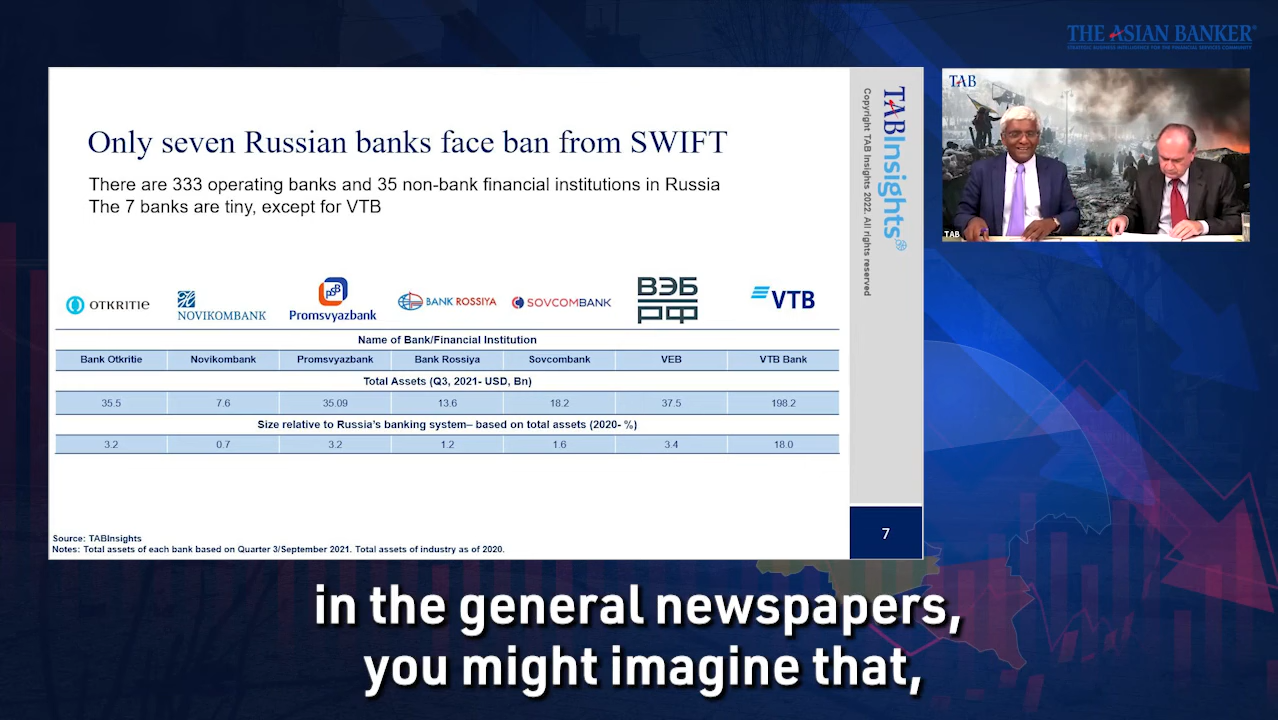 THE ASIAN BANKER®
STRATEGIC BUSINESS INTELLIGENCE FOR THE FINANCIAL SERVICES COMMUNITY
Only seven Russian banks face ban from SWIFT
There are 333 operating banks and 35 non-bank financial institutions in Russia
The 7 banks are tiny, except for VTB
OTKRITIE
NOVIKOMBANK
PSB
Promsvyazbank
BANK ROSSIYA
SOVCOMBANK
ВЭБ
РФ
VTB
Name of Bank/Financial Institution
Bank Otkritie Novikombank Promsvyazbank Bank Rossiya Sovcombank VEB VTB Bank
Total Assets (Q3, 2021- USD, Bn)
35.5 7.6 35.09 13.6 18.2 37.5 198.2
Size relative to Russia's banking system– based on total assets (2020- %)
3.2 0.7 3.2 1.2 1.6 3.4 18.0
Source: TABInsights
Notes: Total assets of each bank based on Quarter 3/September 2021. Total assets of industry as of 2020.
TABInsights
Copyright TAB Insights 2022. All rights reserved
7
TAB
TAB
in the general newspapers,
you might imagine that,